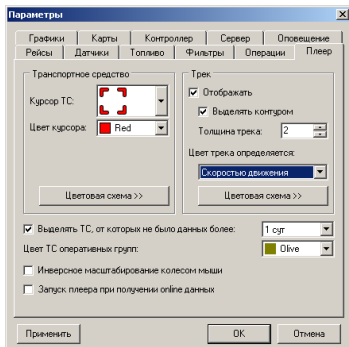 Параметры
Графики Карты Контроллер Сервер Оповещение
Рейсы Датчики Топливо Фильтры Операции Плеер
Транспортное средство Трек
Курсор ТС:
Отображать
Выделять контуром
Цвет курсора: Red
Толщина трека: 2
Цвет трека определяется:
Скоростью движения
Цветовая схема >> Цветовая схема >>
Выделять ТС, от которых не было данных более: 1 сут
Цвет ТС оперативных групп: Olive
Инверсное масштабирование колесом мыши
Запуск плеера при получении online данных
Применить OK Отмена